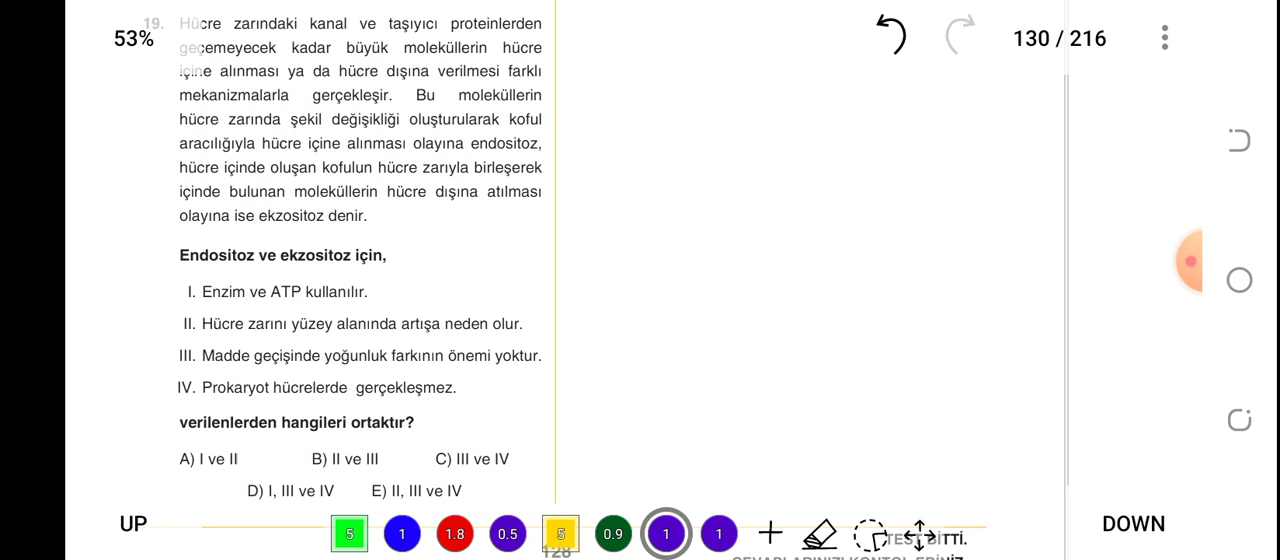 53%
130 / 216
19. Hücre zarındaki kanal ve taşıyıcı proteinlerden
geçemeyecek kadar büyük moleküllerin hücre
içine alınması ya da hücre dışına verilmesi farklı
mekanizmalarla gerçekleşir. Bu moleküllerin
hücre zarında şekil değişikliği oluşturularak koful
aracılığıyla hücre içine alınması olayına endositoz,
hücre içinde oluşan kofulun hücre zarıyla birleşerek
içinde bulunan moleküllerin hücre dışına atılması
olayına ise ekzositoz denir.
Endositoz ve ekzositoz için,
I. Enzim ve ATP kullanılır.
II. Hücre zarını yüzey alanında artışa neden olur.
III. Madde geçişinde yoğunluk farkının önemi yoktur.
IV. Prokaryot hücrelerde gerçekleşmez.
verilenlerden hangileri ortaktır?
A) I ve II B) II ve III C) III ve IV
D) I, III ve IV E) II, III ve IV
UP
5 1 1.8 0.5 5 0.9 1 1
DOWN
TEST BİTTİ.
128